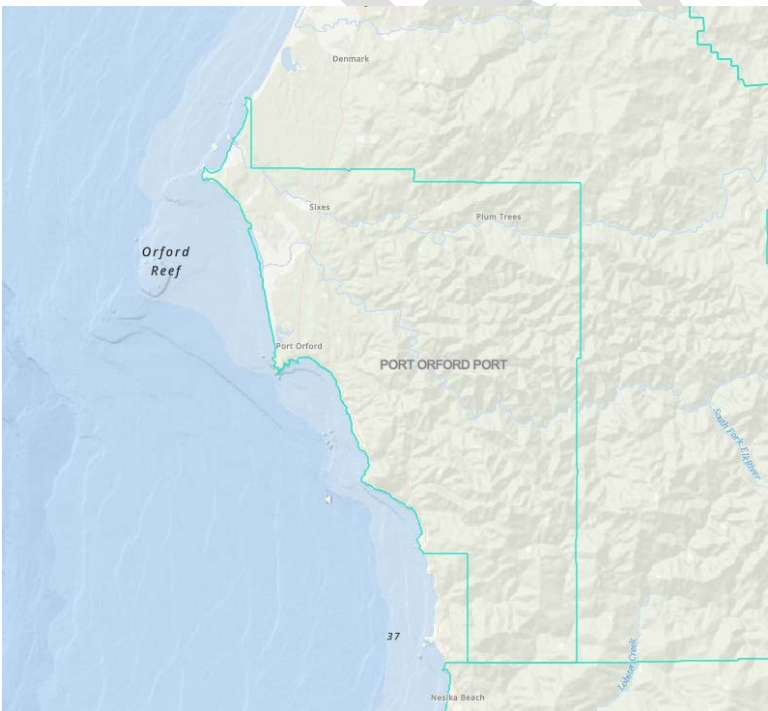 Denmark
Sixes
Plum Trees
Orford
Reef
Port Orford
PORT ORFORD PORT
South Fork Elk River
37
Lobster Creek
Nesika Beach